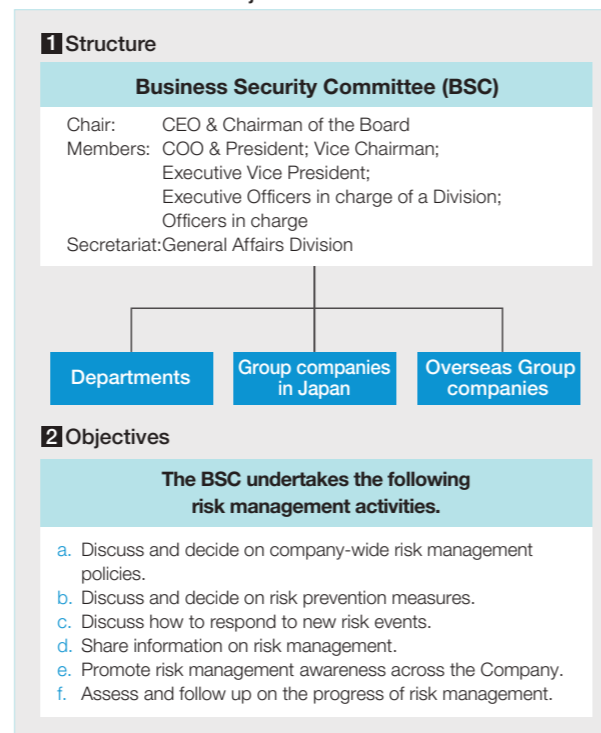 1 Structure
Business Security Committee (BSC)
Chair: CEO & Chairman of the Board
Members: COO & President; Vice Chairman;
Executive Vice President;
Executive Officers in charge of a Division;
Officers in charge
Secretariat:General Affairs Division
Departments
Group companies
in Japan
Overseas Group
companies
2 Objectives
The BSC undertakes the following
risk management activities.
a. Discuss and decide on company-wide risk management
policies.
b. Discuss and decide on risk prevention measures.
c. Discuss how to respond to new risk events.
d. Share information on risk management.
e. Promote risk management awareness across the Company.
f. Assess and follow up on the progress of risk management.